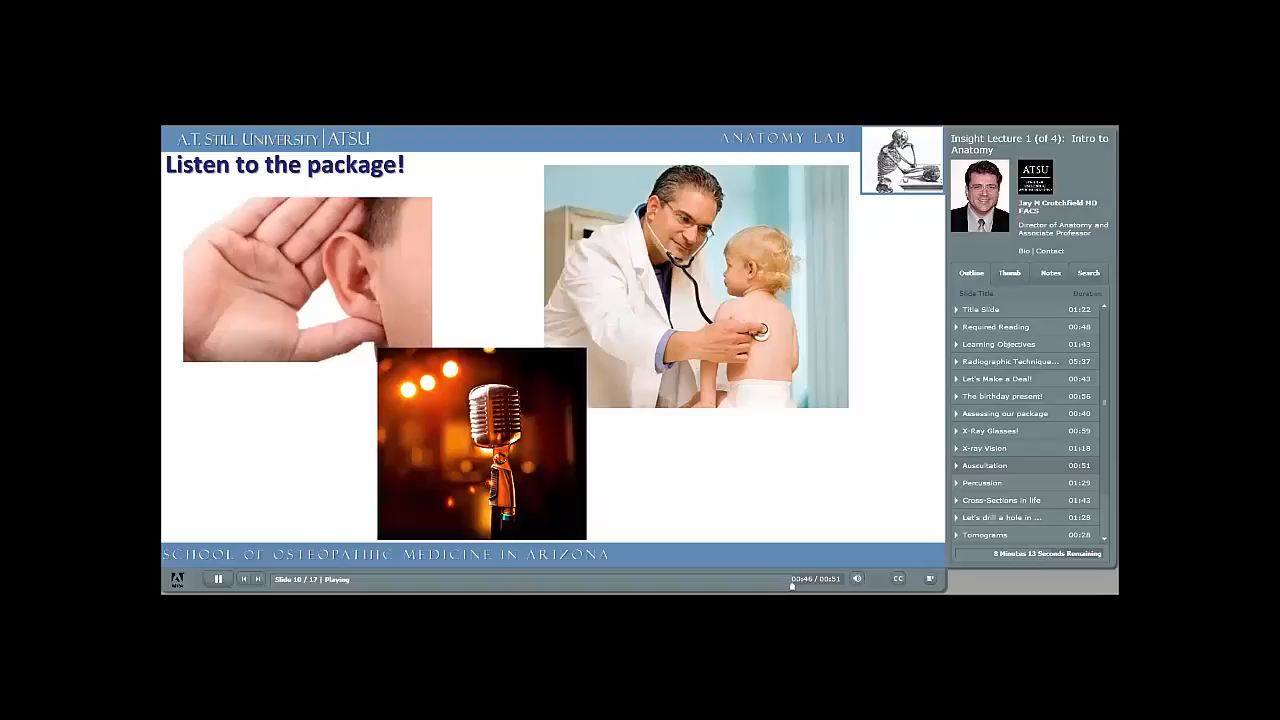 A.T. STILL UNIVERSITY | ATSU
ANATOMY LAB
Listen to the package!
SCHOOL OF OSTEOPATHIC MEDICINE IN ARIZONA
Slide 10 / 17 | Playing
00:46 / 00:51
CC
Insight Lecture 1 (of 4): Intro to
Anatomy
ATSU
Jay M Crutchfield MD
FACS
Director of Anatomy and
Associate Professor
Bio | Contact
Outline Thumb Notes Search
Slide Title Duration
Title Slide 01:22
Required Reading 00:48
Learning Objectives 01:43
Radiographic Technique... 05:37
Let's Make a Deal! 00:43
The birthday present! 00:56
Assessing our package 00:40
X-Ray Glasses! 00:59
X-ray Vision 01:18
Auscultation 00:51
Percussion 01:29
Cross-Sections in life 01:43
Let's drill a hole in ... 01:28
Tomograms 00:28
8 Minutes 13 Seconds Remaining